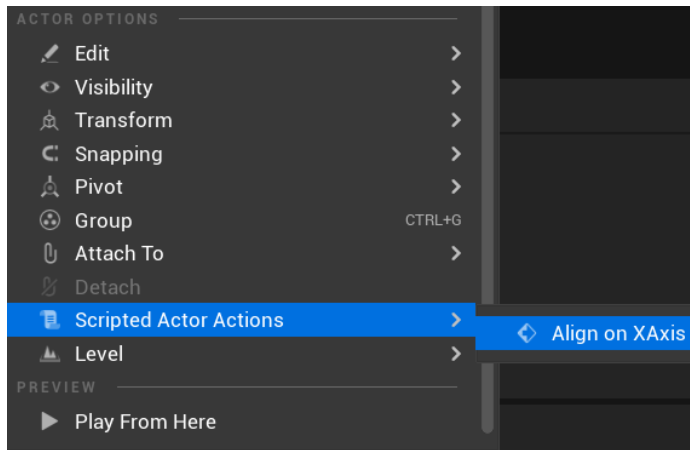 ACTOR OPTIONS
Edit
Visibility
Transform
Snapping
Pivot
Group CTRL+G
Attach To
Detach
Scripted Actor Actions
Align on XAxis
Level
PREVIEW
Play From Here